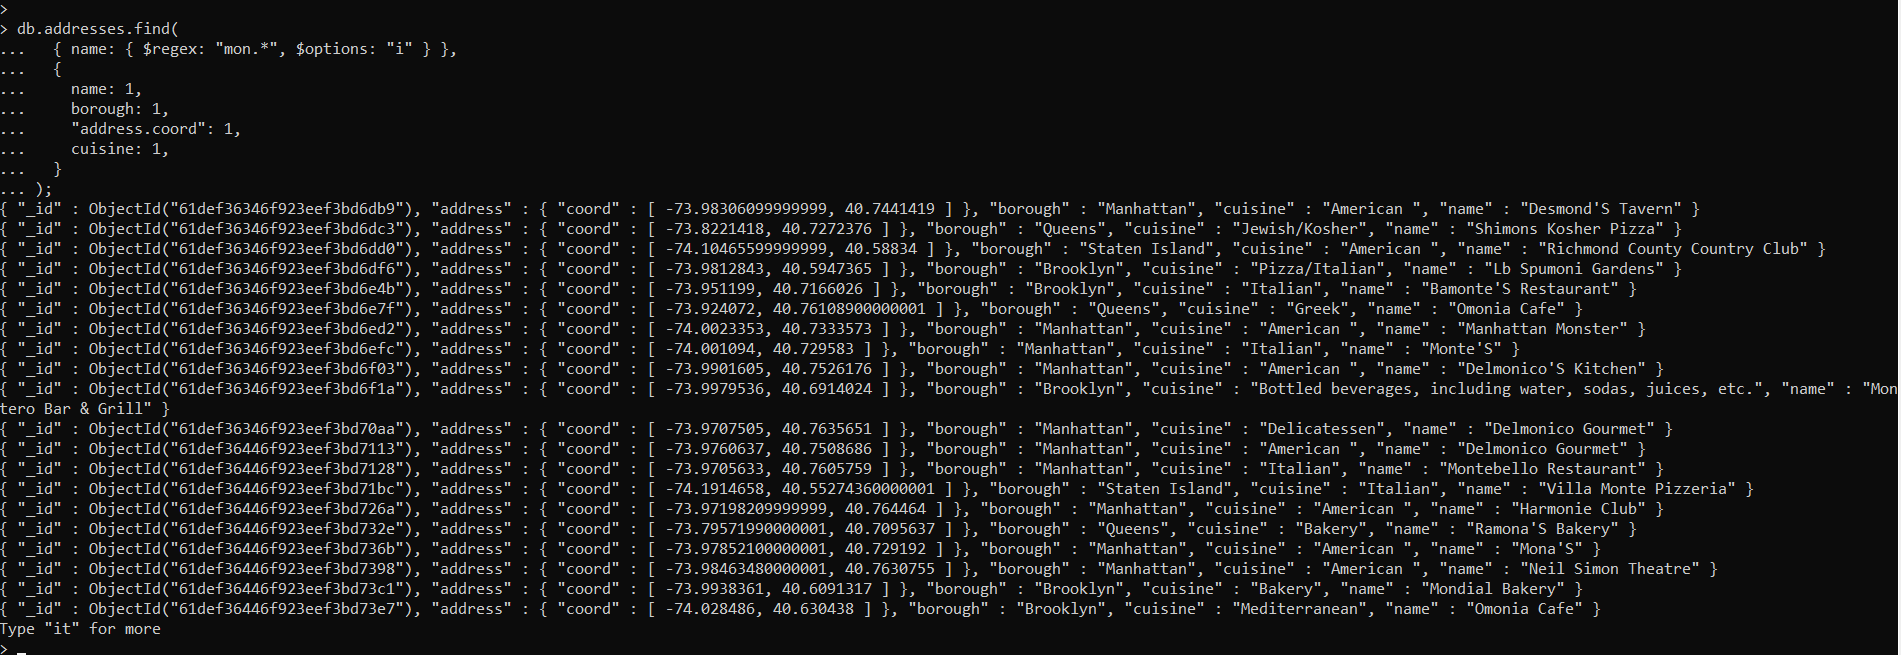 >
> db.addresses.find(
...   { name: { $regex: "mon.*", $options: "i" } },
...   {
...     name: 1,
...     borough: 1,
...     "address.coord": 1,
...     cuisine: 1,
...   }
... );
{ "_id" : ObjectId("61def36346f923eef3bd6db9"), "address" : { "coord" : [ -73.98306099999999, 40.7441419 ] }, "borough" : "Manhattan", "cuisine" : "American ", "name" : "Desmond'S Tavern" }
{ "_id" : ObjectId("61def36346f923eef3bd6dc3"), "address" : { "coord" : [ -73.8221418, 40.7272376 ] }, "borough" : "Queens", "cuisine" : "Jewish/Kosher", "name" : "Shimons Kosher Pizza" }
{ "_id" : ObjectId("61def36346f923eef3bd6dd0"), "address" : { "coord" : [ -74.10465599999999, 40.58834 ] }, "borough" : "Staten Island", "cuisine" : "American ", "name" : "Richmond County Country Club" }
{ "_id" : ObjectId("61def36346f923eef3bd6df6"), "address" : { "coord" : [ -73.9812843, 40.5947365 ] }, "borough" : "Brooklyn", "cuisine" : "Pizza/Italian", "name" : "Lb Spumoni Gardens" }
{ "_id" : ObjectId("61def36346f923eef3bd6e4b"), "address" : { "coord" : [ -73.951199, 40.7166026 ] }, "borough" : "Brooklyn", "cuisine" : "Italian", "name" : "Bamonte'S Restaurant" }
{ "_id" : ObjectId("61def36346f923eef3bd6e7f"), "address" : { "coord" : [ -73.924072, 40.76108900000001 ] }, "borough" : "Queens", "cuisine" : "Greek", "name" : "Omonia Cafe" }
{ "_id" : ObjectId("61def36346f923eef3bd6ed2"), "address" : { "coord" : [ -74.0023353, 40.7333573 ] }, "borough" : "Manhattan", "cuisine" : "American ", "name" : "Manhattan Monster" }
{ "_id" : ObjectId("61def36346f923eef3bd6efc"), "address" : { "coord" : [ -74.001094, 40.729583 ] }, "borough" : "Manhattan", "cuisine" : "Italian", "name" : "Monte'S" }
{ "_id" : ObjectId("61def36346f923eef3bd6f03"), "address" : { "coord" : [ -73.9901605, 40.7526176 ] }, "borough" : "Manhattan", "cuisine" : "American ", "name" : "Delmonico'S Kitchen" }
{ "_id" : ObjectId("61def36346f923eef3bd6f1a"), "address" : { "coord" : [ -73.9979536, 40.6914024 ] }, "borough" : "Brooklyn", "cuisine" : "Bottled beverages, including water, sodas, juices, etc.", "name" : "Mon
tero Bar & Grill" }
{ "_id" : ObjectId("61def36346f923eef3bd70aa"), "address" : { "coord" : [ -73.9707505, 40.7635651 ] }, "borough" : "Manhattan", "cuisine" : "Delicatessen", "name" : "Delmonico Gourmet" }
{ "_id" : ObjectId("61def36446f923eef3bd7113"), "address" : { "coord" : [ -73.9760637, 40.7508686 ] }, "borough" : "Manhattan", "cuisine" : "American ", "name" : "Delmonico Gourmet" }
{ "_id" : ObjectId("61def36446f923eef3bd7128"), "address" : { "coord" : [ -73.9705633, 40.7605759 ] }, "borough" : "Manhattan", "cuisine" : "Italian", "name" : "Montebello Restaurant" }
{ "_id" : ObjectId("61def36446f923eef3bd71bc"), "address" : { "coord" : [ -74.1914658, 40.55274360000001 ] }, "borough" : "Staten Island", "cuisine" : "Italian", "name" : "Villa Monte Pizzeria" }
{ "_id" : ObjectId("61def36446f923eef3bd726a"), "address" : { "coord" : [ -73.97198209999999, 40.764464 ] }, "borough" : "Manhattan", "cuisine" : "American ", "name" : "Harmonie Club" }
{ "_id" : ObjectId("61def36446f923eef3bd732e"), "address" : { "coord" : [ -73.79571990000001, 40.7095637 ] }, "borough" : "Queens", "cuisine" : "Bakery", "name" : "Ramona'S Bakery" }
{ "_id" : ObjectId("61def36446f923eef3bd736b"), "address" : { "coord" : [ -73.97852100000001, 40.729192 ] }, "borough" : "Manhattan", "cuisine" : "American ", "name" : "Mona'S" }
{ "_id" : ObjectId("61def36446f923eef3bd7398"), "address" : { "coord" : [ -73.98463480000001, 40.7630755 ] }, "borough" : "Manhattan", "cuisine" : "American ", "name" : "Neil Simon Theatre" }
{ "_id" : ObjectId("61def36446f923eef3bd73c1"), "address" : { "coord" : [ -73.9938361, 40.6091317 ] }, "borough" : "Brooklyn", "cuisine" : "Bakery", "name" : "Mondial Bakery" }
{ "_id" : ObjectId("61def36446f923eef3bd73e7"), "address" : { "coord" : [ -74.028486, 40.630438 ] }, "borough" : "Brooklyn", "cuisine" : "Mediterranean", "name" : "Omonia Cafe" }
Type "it" for more
> _